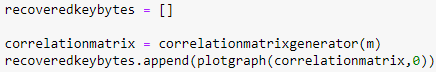 recoveredkeybytes = []
correlationmatrix = correlationmatrixgenerator(m)
recoveredkeybytes.append(plotgraph(correlationmatrix,0))